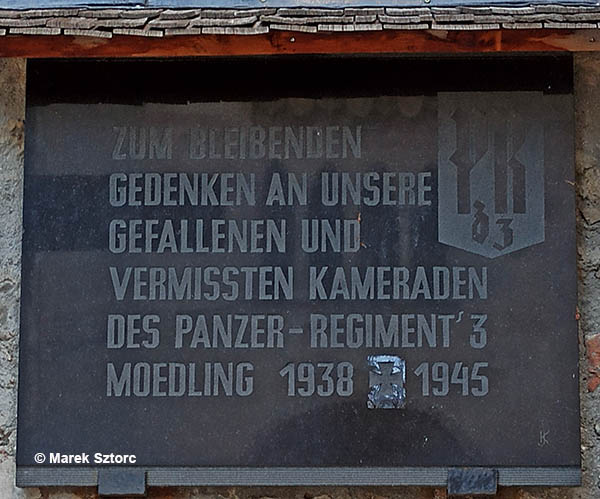 ZUM BLEIBENDEN
GEDENKEN AN UNSERE
GEFALLENEN UND
VERMISSTEN KAMERADEN
DES PANZER-REGIMENT' 3
MOEDLING 1938 1945
© Marek Sztorc